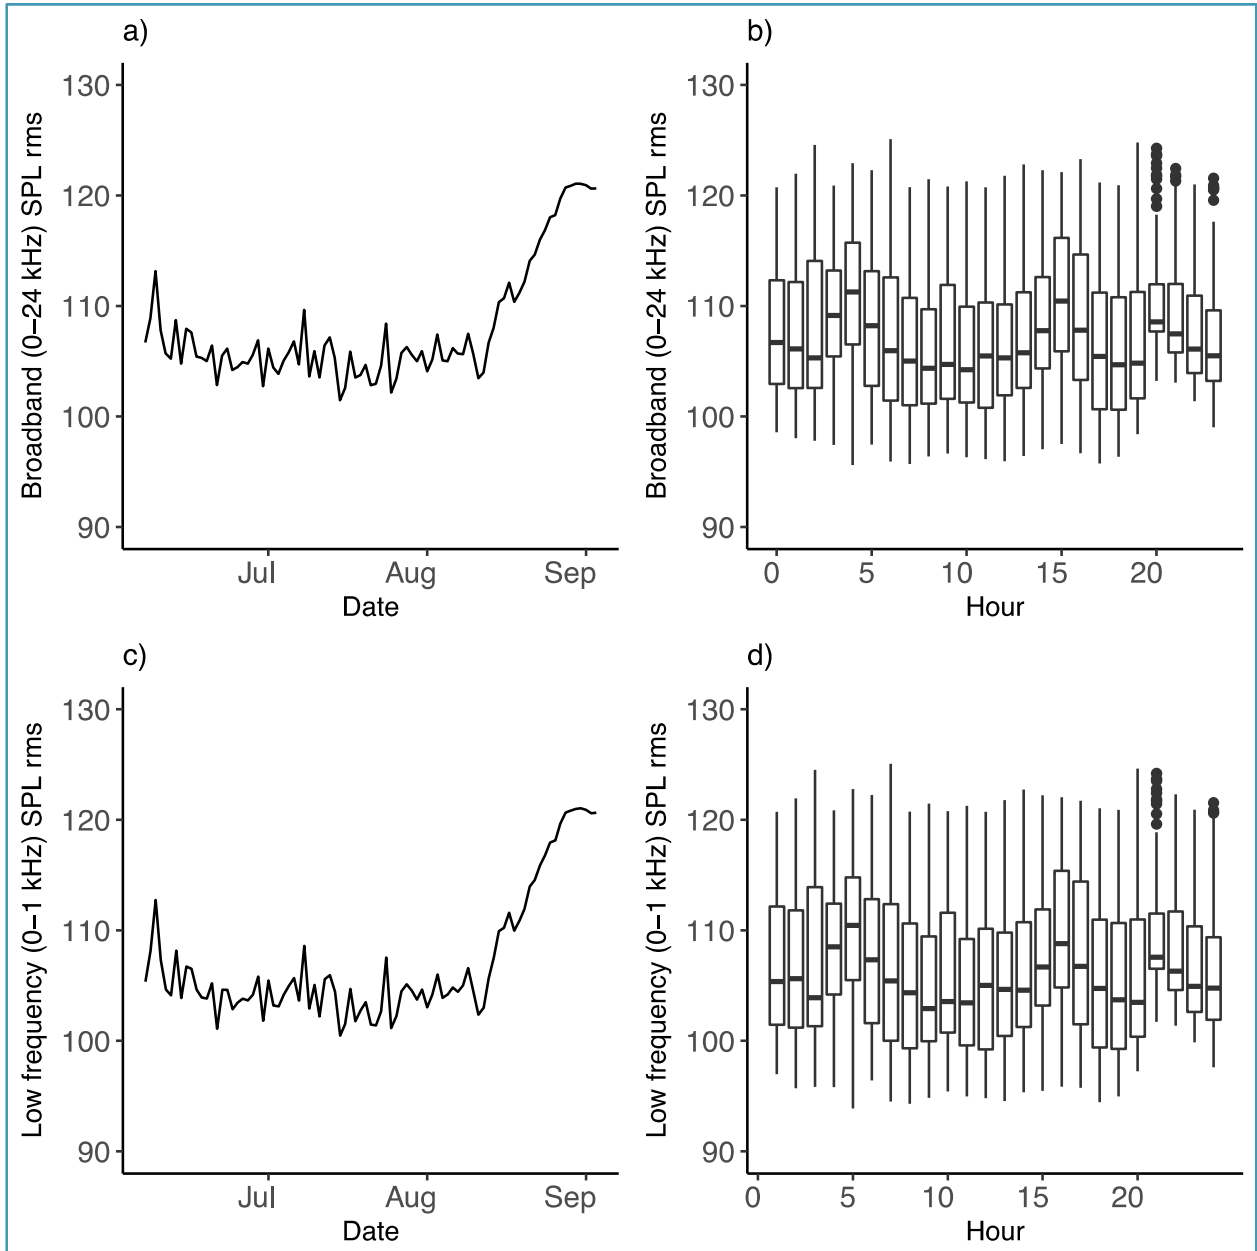 a)
Broadband (0−24 kHz) SPL rms
130
120
110
100
90
Jul Aug Sep
Date
b)
Broadband (0−24 kHz) SPL rms
130
120
110
100
90
0 5 10 15 20
Hour
c)
Low frequency (0−1 kHz) SPL rms
130
120
110
100
90
Jul Aug Sep
Date
d)
Low frequency (0−1 kHz) SPL rms
130
120
110
100
90
0 5 10 15 20
Hour